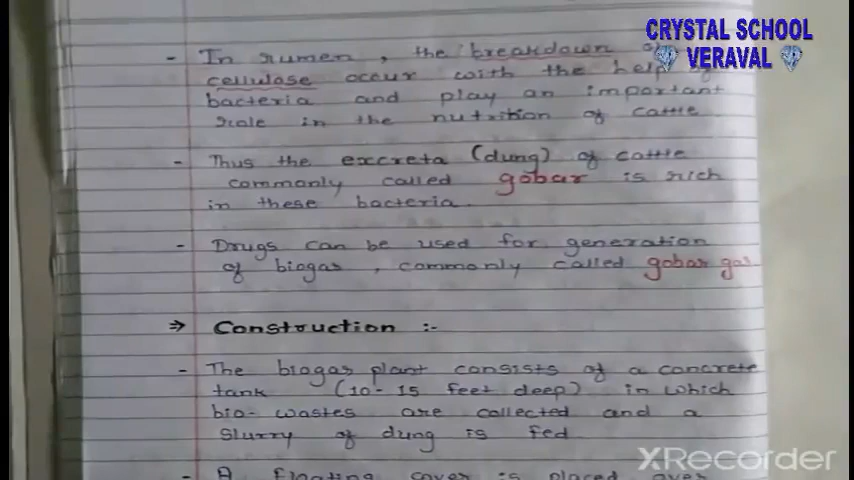 CRYSTAL SCHOOL
VERAVAL
- In rumen, the breakdown of
cellulose occur with the help of
bacteria and play an important
role in the nutrition of cattle
- Thus the excreta (dung) of cattle
commonly called gobar is rich
in these bacteria.
- Drugs can be used for generation
of biogas, commonly called gobar gas
⇒ Construction :-
- The biogas plant consists of a concrete
tank (10-15 feet deep) in which
bio-wastes are collected and a
slurry of dung is fed
- A floating cover is placed over
XRecorder